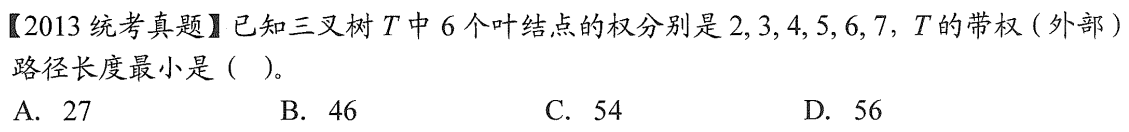 【2013 统考真题】已知三叉树 T 中 6 个叶结点的权分别是 2, 3, 4, 5, 6, 7，T 的带权（外部）
路径长度最小是（ ）。
A. 27 B. 46 C. 54 D. 56